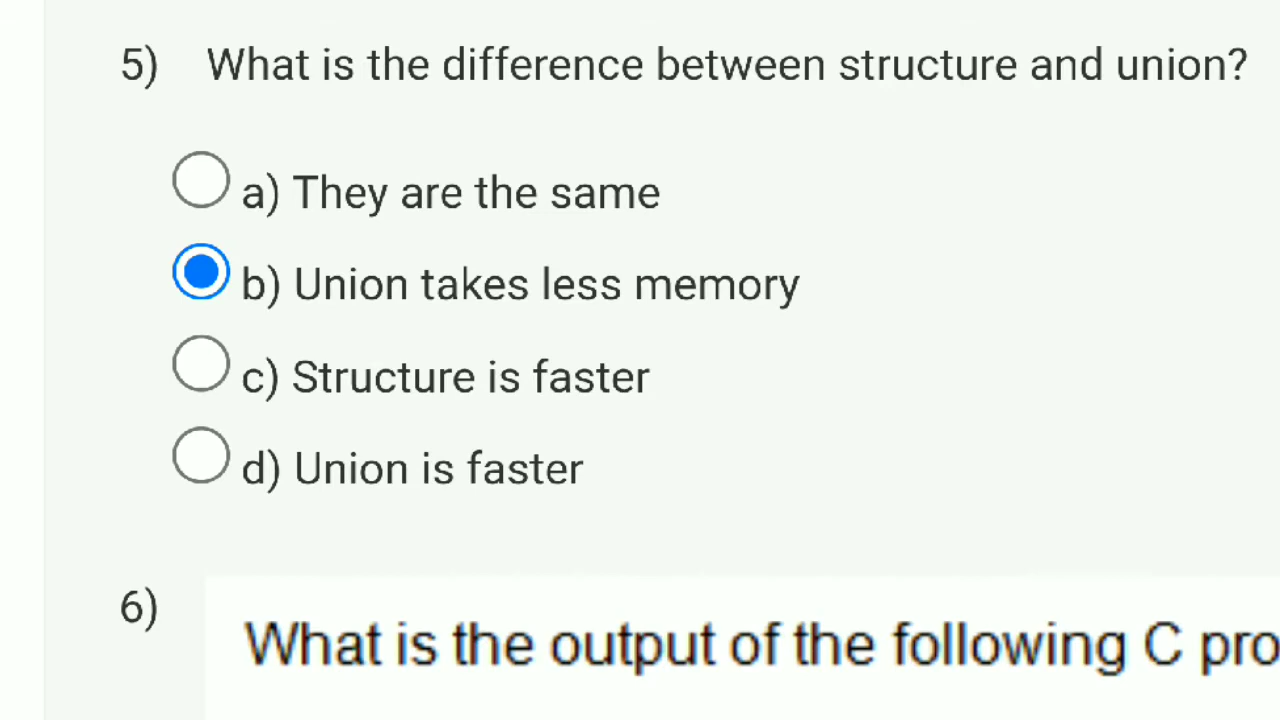 5) What is the difference between structure and union?
a) They are the same
b) Union takes less memory
c) Structure is faster
d) Union is faster
6) What is the output of the following C pro